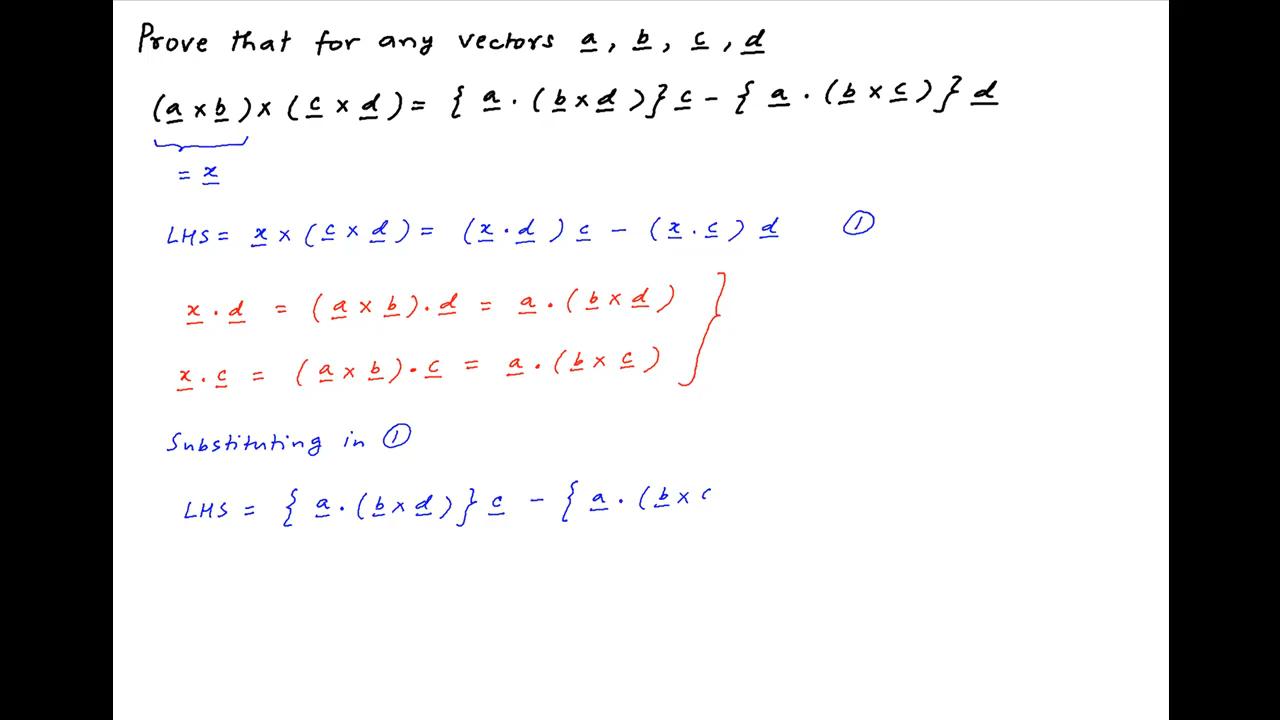 Prove that for any vectors a, b, c, d
(a × b) × (c × d) = { a · (b × d) } c − { a · (b × c) } d
= x
LHS = x × (c × d) = (x · d) c − (x · c) d ①
x · d = (a × b) · d = a · (b × d)
x · c = (a × b) · c = a · (b × c)
Substituting in ①
LHS = { a · (b × d) } c − { a · (b × c